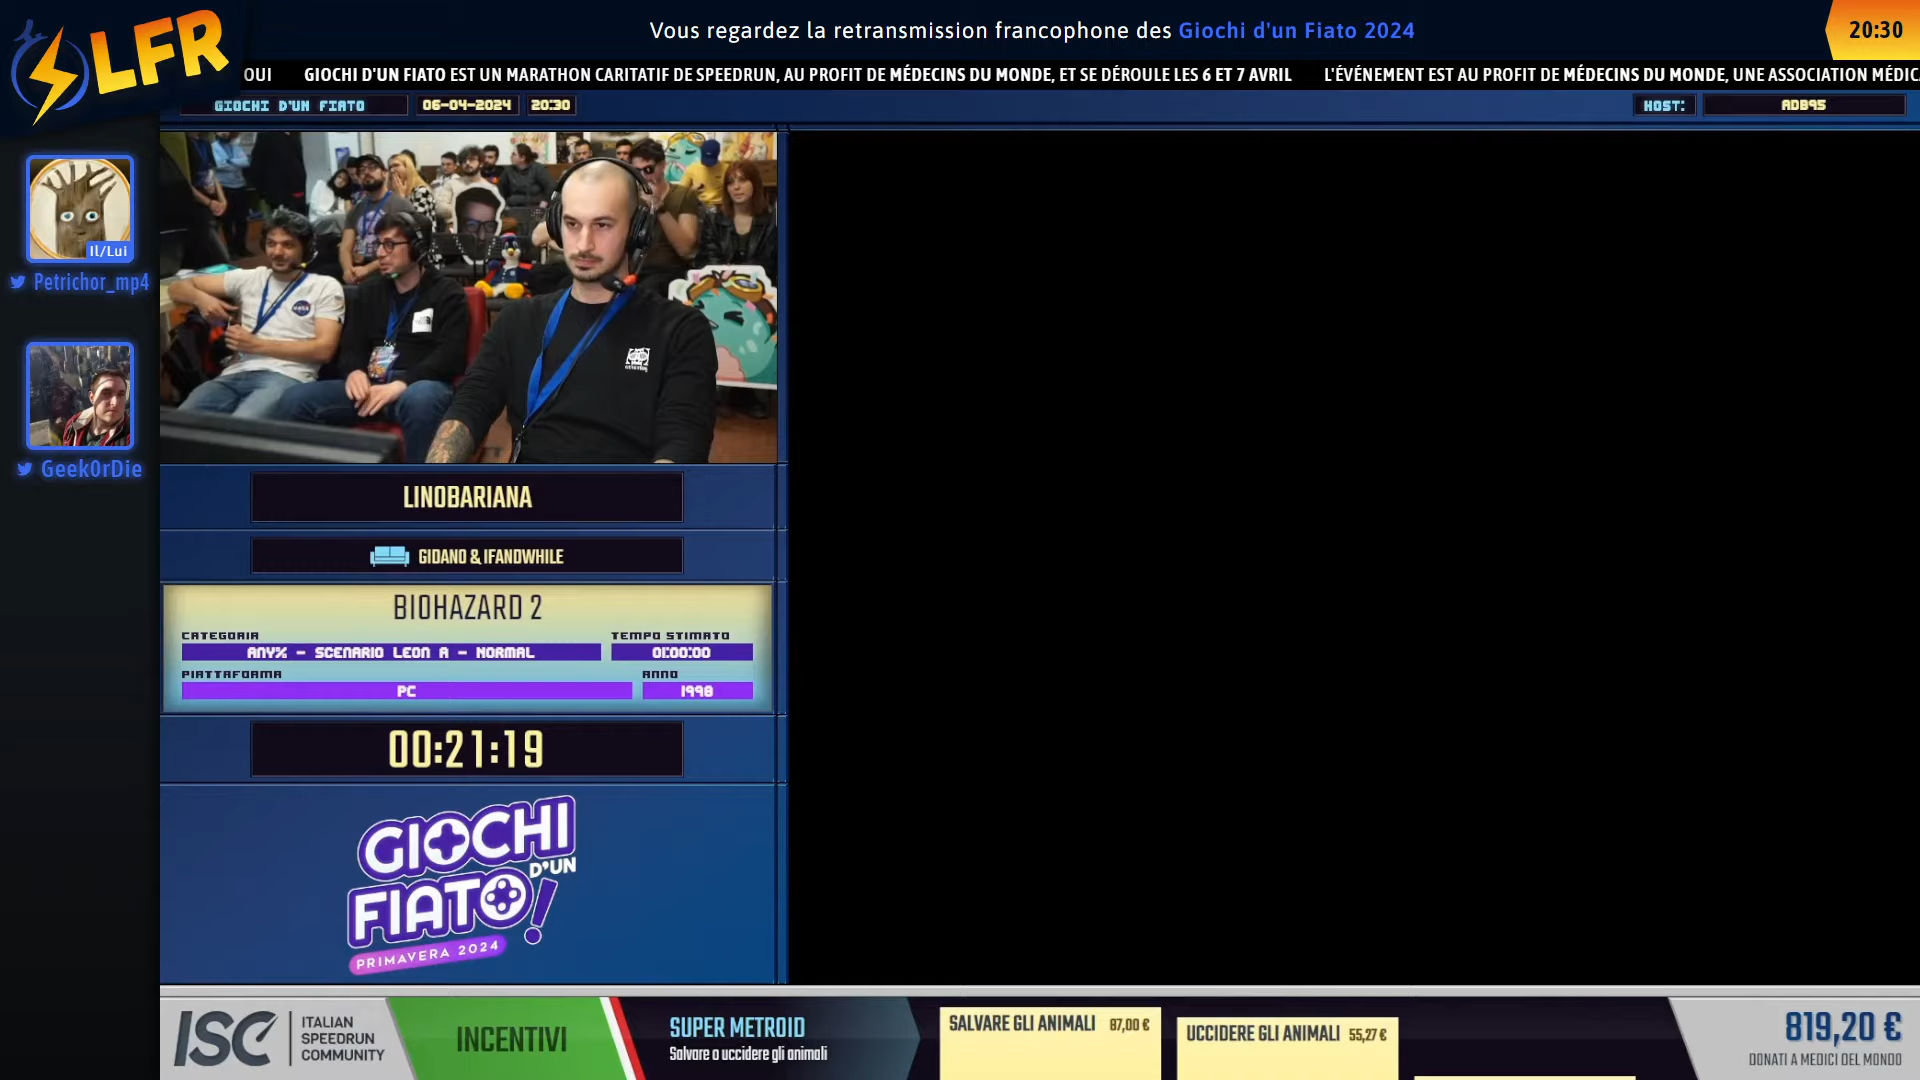 LFR
Vous regardez la retransmission francophone des Giochi d'un Fiato 2024
20:30
OUI GIOCHI D'UN FIATO EST UN MARATHON CARITATIF DE SPEEDRUN, AU PROFIT DE MÉDECINS DU MONDE, ET SE DÉROULE LES 6 ET 7 AVRIL L'ÉVÉNEMENT EST AU PROFIT DE MÉDECINS DU MONDE, UNE ASSOCIATION
GIOCHI D'UN FIATO 06-04-2024 20:30 HOST: ADB95
Il/Lui
Petrichor_mp4
Geek0rDie
LINOBARIANA
GIDANO & IFANDWHILE
BIOHAZARD 2
CATEGORIA TEMPO STIMATO
ANY% - SCENARIO LEON A - NORMAL 01:00:00
PIATTAFORMA ANNO
PC 1998
00:21:19
GIOCHI
D'UN
FIATO!
PRIMAVERA 2024
ISC ITALIAN SPEEDRUN COMMUNITY
INCENTIVI
SUPER METROID
Salvare o uccidere gli animali
SALVARE GLI ANIMALI 87,00 €
UCCIDERE GLI ANIMALI 55,27 €
819,20 €
DONATI A MEDICI DEL MONDO